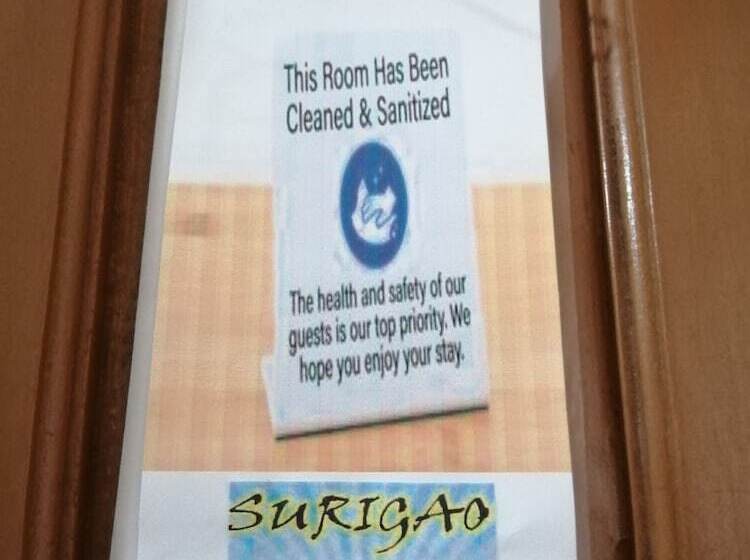 This Room Has Been
Cleaned & Sanitized
The health and safety of our
guests is our top priority. We
hope you enjoy your stay.
SURIGAO